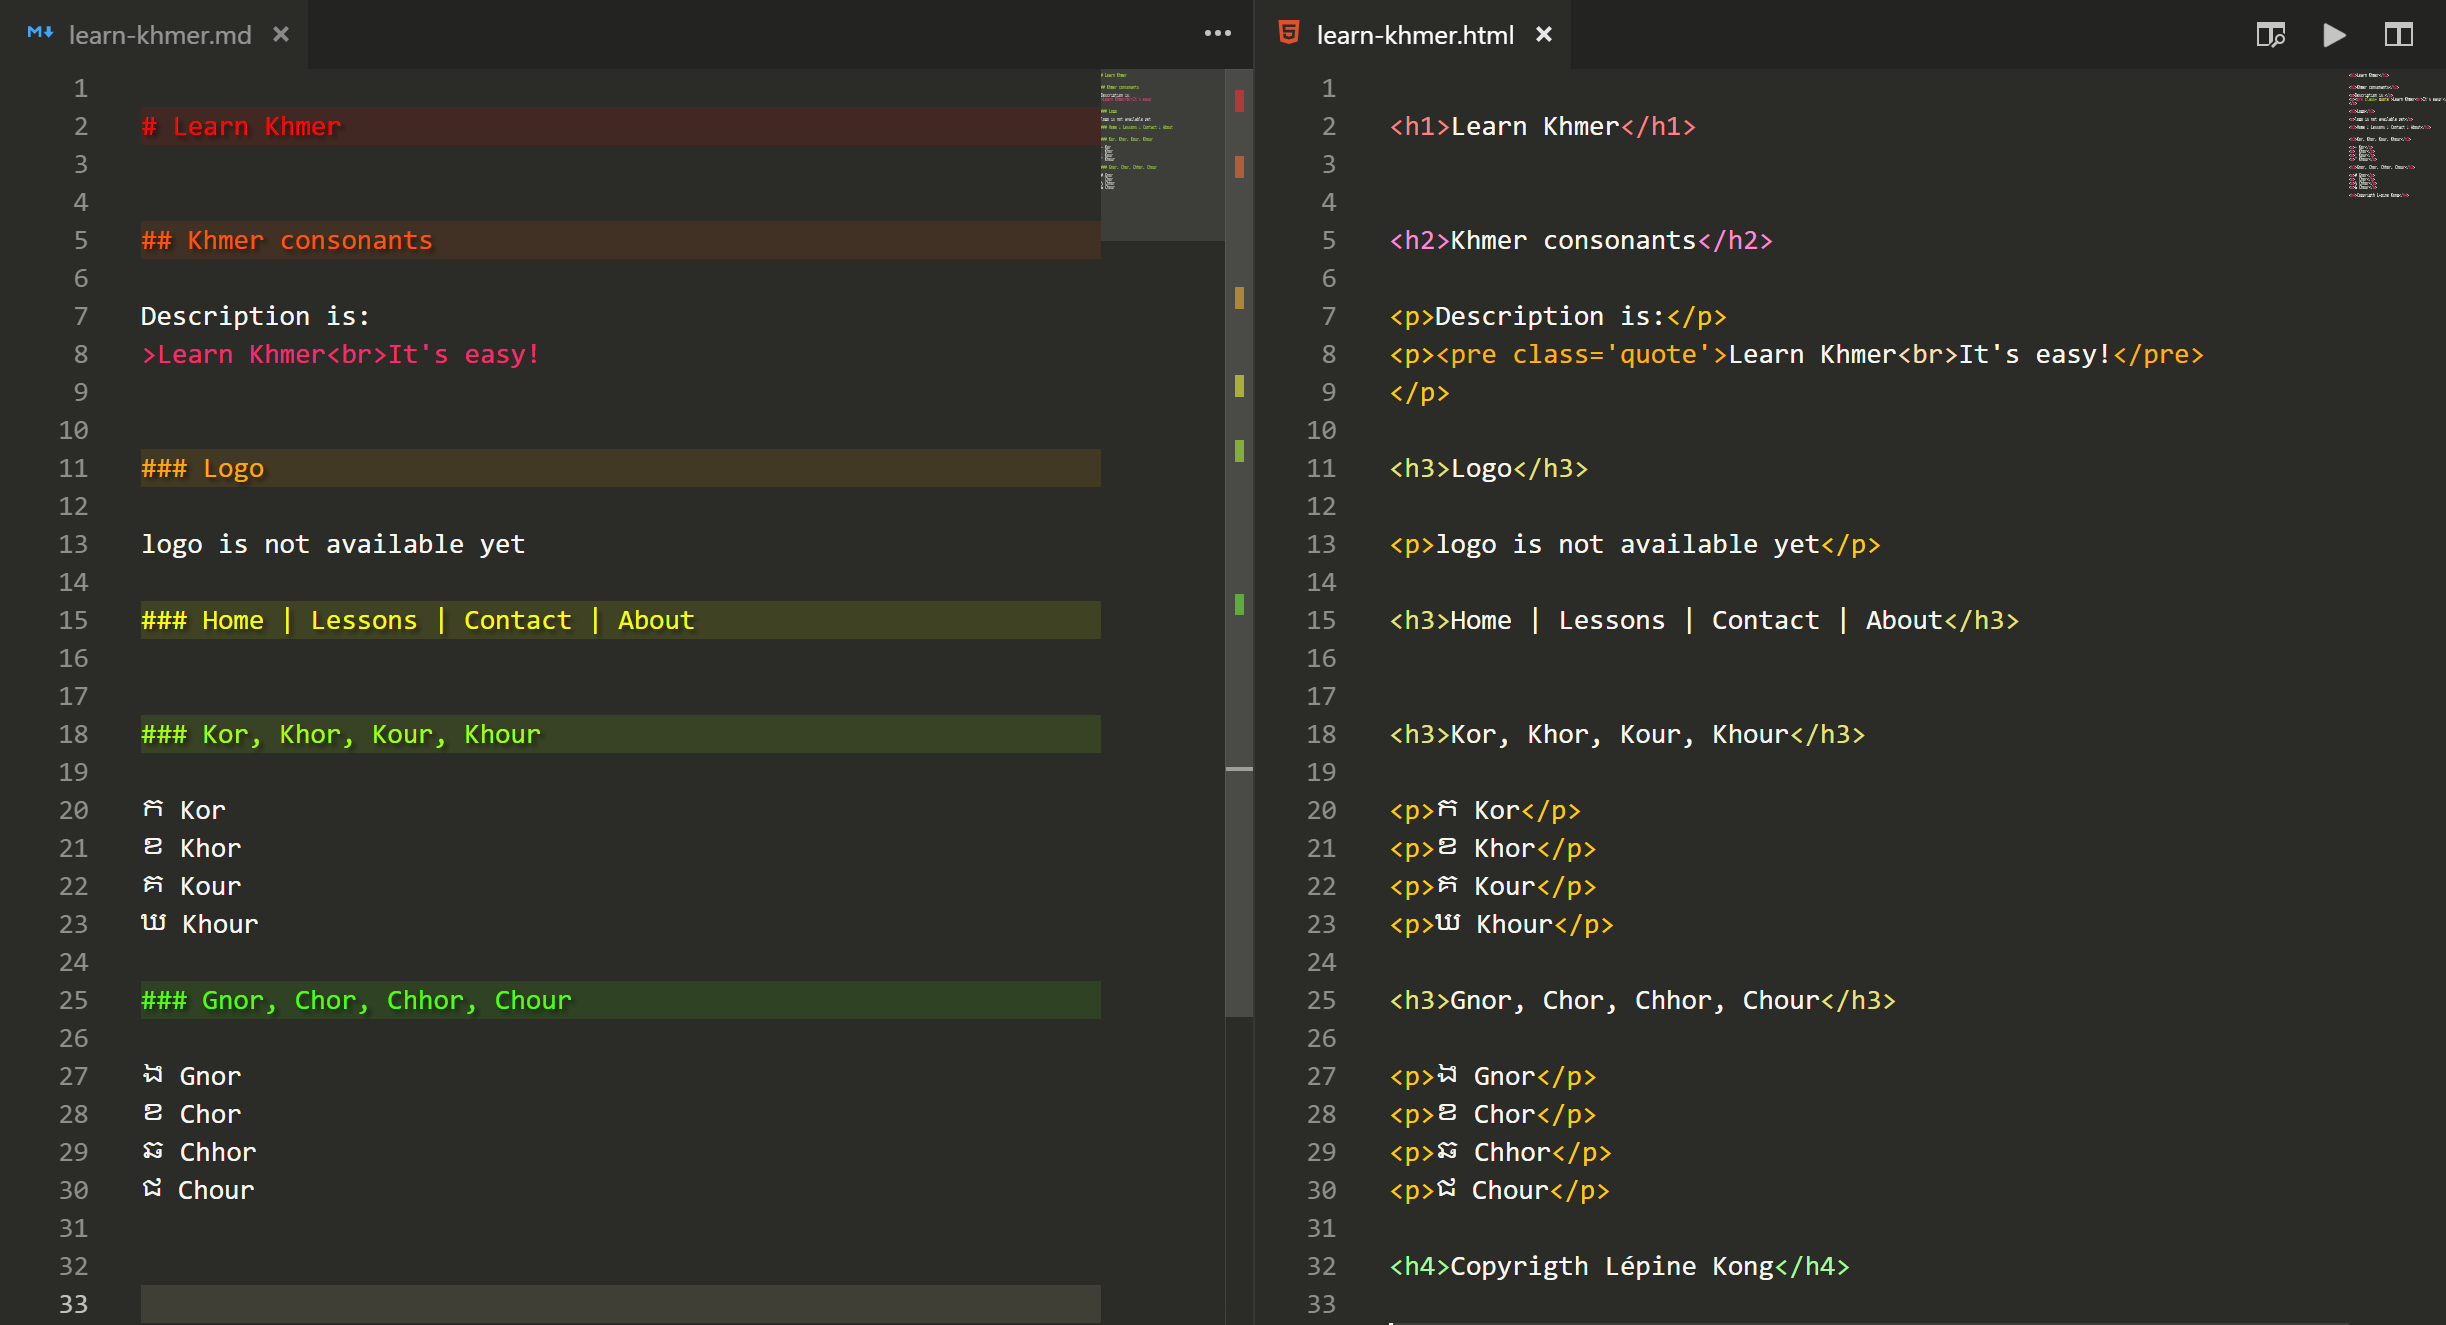 learn-khmer.md
1
2 # Learn Khmer
3
4
5 ## Khmer consonants
6
7 Description is:
8 >Learn Khmer<br>It's easy!
9
10
11 ### Logo
12
13 logo is not available yet
14
15 ### Home | Lessons | Contact | About
16
17
18 ### Kor, Khor, Kour, Khour
19
20 ក Kor
21 ខ Khor
22 គ Kour
23 ឃ Khour
24
25 ### Gnor, Chor, Chhor, Chour
26
27 ង Gnor
28 ខ Chor
29 ឆ Chhor
30 ជ Chour
31
32
33
learn-khmer.html
1
2 <h1>Learn Khmer</h1>
3
4
5 <h2>Khmer consonants</h2>
6
7 <p>Description is:</p>
8 <p><pre class='quote'>Learn Khmer<br>It's easy!</pre>
9 </p>
10
11 <h3>Logo</h3>
12
13 <p>logo is not available yet</p>
14
15 <h3>Home | Lessons | Contact | About</h3>
16
17
18 <h3>Kor, Khor, Kour, Khour</h3>
19
20 <p>ក Kor</p>
21 <p>ខ Khor</p>
22 <p>គ Kour</p>
23 <p>ឃ Khour</p>
24
25 <h3>Gnor, Chor, Chhor, Chour</h3>
26
27 <p>ង Gnor</p>
28 <p>ខ Chor</p>
29 <p>ឆ Chhor</p>
30 <p>ជ Chour</p>
31
32 <h4>Copyrigth Lépine Kong</h4>
33